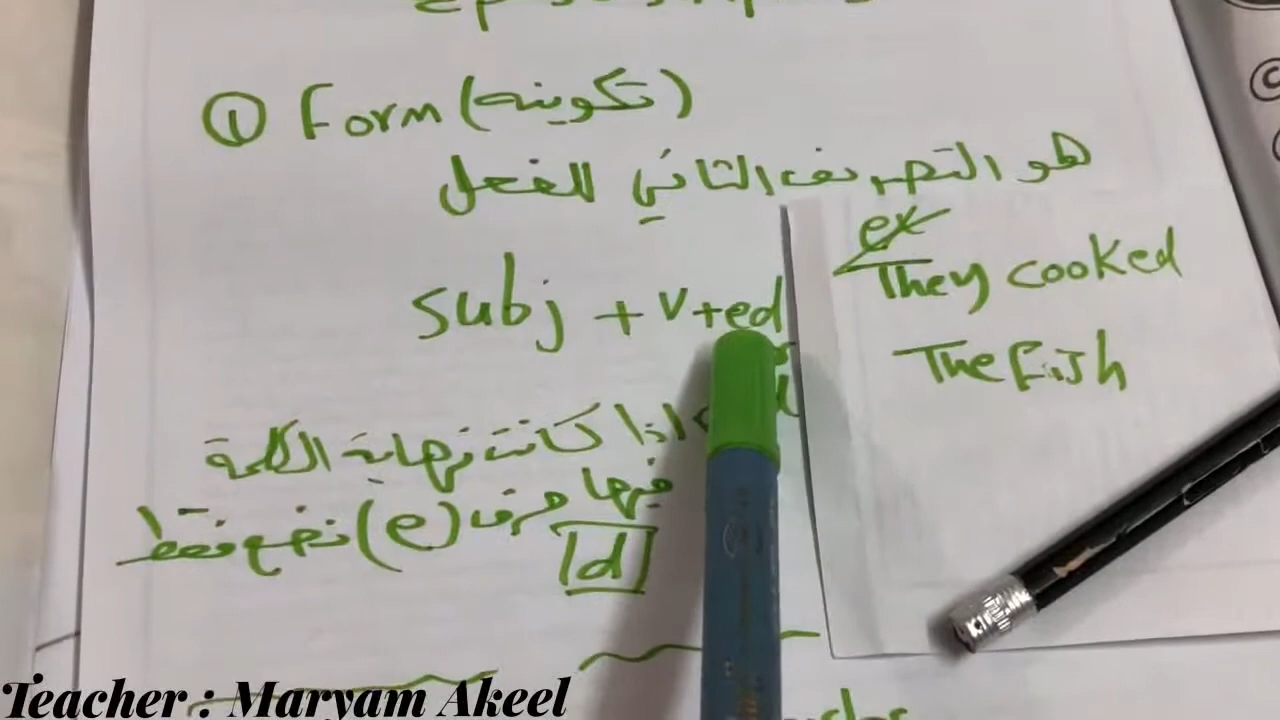 ① Form (تكوينه)
هو التصريف الثاني للفعل
subj + v+ed
اذا كانت نهاية الكلمة
فيها حرف (e) نضع فقط
d
ex
They cooked
The Fish
Teacher : Maryam Akeel